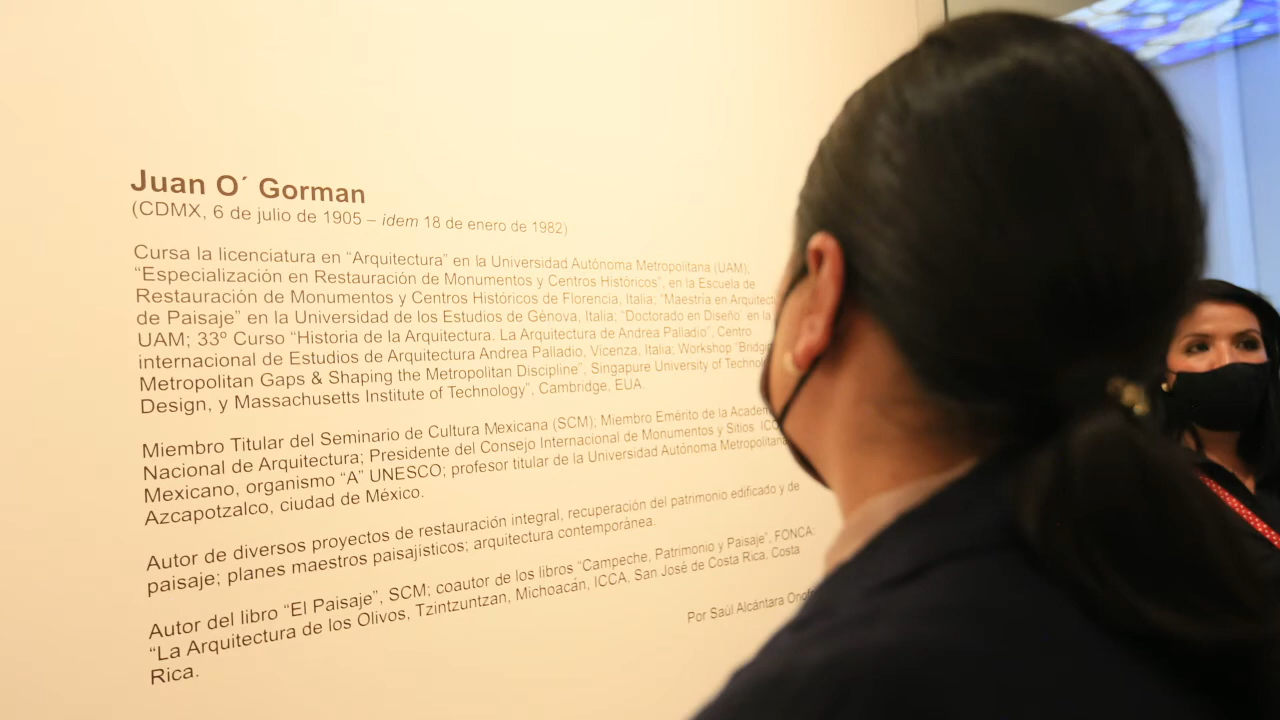 Juan O´ Gorman
(CDMX, 6 de julio de 1905 – idem 18 de enero de 1982)
Cursa la licenciatura en “Arquitectura” en la Universidad Autónoma Metropolitana (UAM);
“Especialización en Restauración de Monumentos y Centros Históricos”, en la Escuela de
Restauración de Monumentos y Centros Históricos de Florencia, Italia; “Maestría en
de Paisaje” en la Universidad de los Estudios de Génova, Italia; “Doctorado en Diseño” en la
UAM; 33º Curso “Historia de la Arquitectura. La Arquitectura de Andrea Palladio”, Centro
internacional de Estudios de Arquitectura Andrea Palladio, Vicenza, Italia; Workshop
Metropolitan Gaps & Shaping the Metropolitan Discipline”, Singapure University of
Design, y Massachusetts Institute of Technology”, Cambridge, EUA.
Miembro Titular del Seminario de Cultura Mexicana (SCM); Miembro Emérito de la
Nacional de Arquitectura; Presidente del Consejo Internacional de Monumentos y Sitios
Mexicano, organismo “A” UNESCO; profesor titular de la Universidad Autónoma Metropolitana
Azcapotzalco, ciudad de México.
Autor de diversos proyectos de restauración integral, recuperación del patrimonio edificado y de
paisaje; planes maestros paisajísticos; arquitectura contemporánea.
Autor del libro “El Paisaje”, SCM; coautor de los libros “Campeche, Patrimonio y Paisaje”, FONCA:
“La Arquitectura de los Olivos, Tzintzuntzan, Michoacán, ICCA, San José de Costa Rica, Costa
Rica.
Por Saúl Alcántara